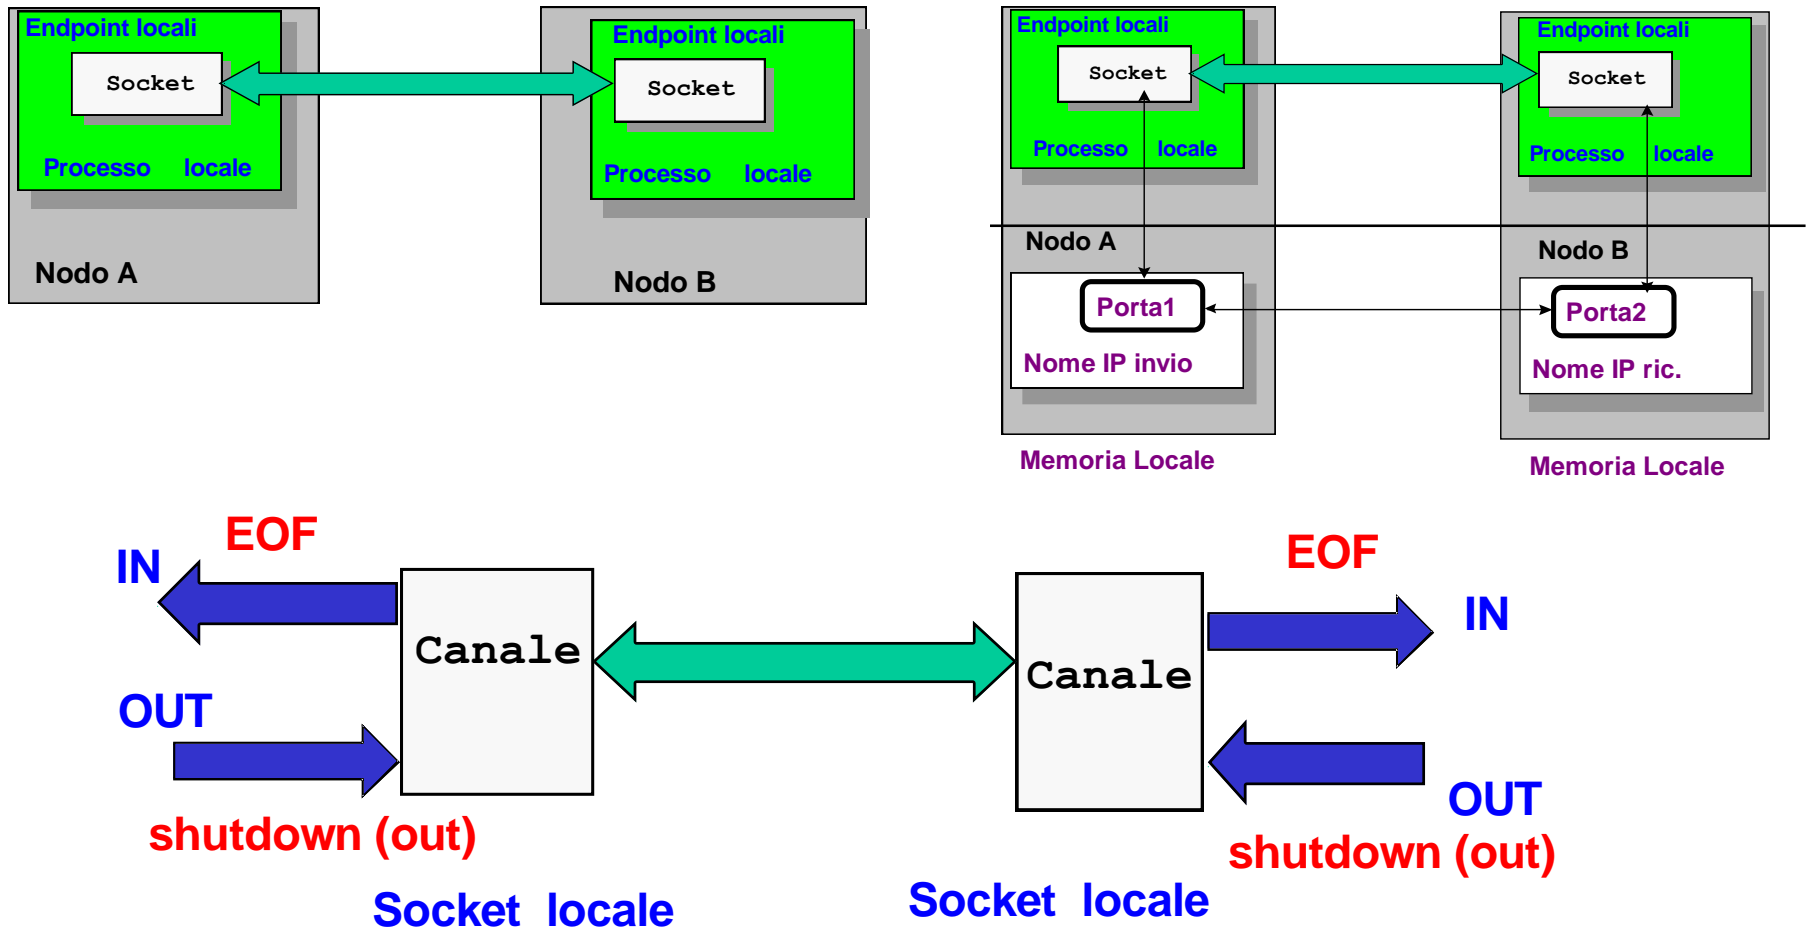 Endpoint locali
Socket
Processo locale
Nodo A
Endpoint locali
Socket
Processo locale
Nodo B
Endpoint locali
Socket
Processo locale
Nodo A
Porta1
Nome IP invio
Memoria Locale
Endpoint locali
Socket
Processo locale
Nodo B
Porta2
Nome IP ric.
Memoria Locale
EOF
IN
Canale
OUT
shutdown (out)
Socket locale
EOF
IN
Canale
OUT
shutdown (out)
Socket locale